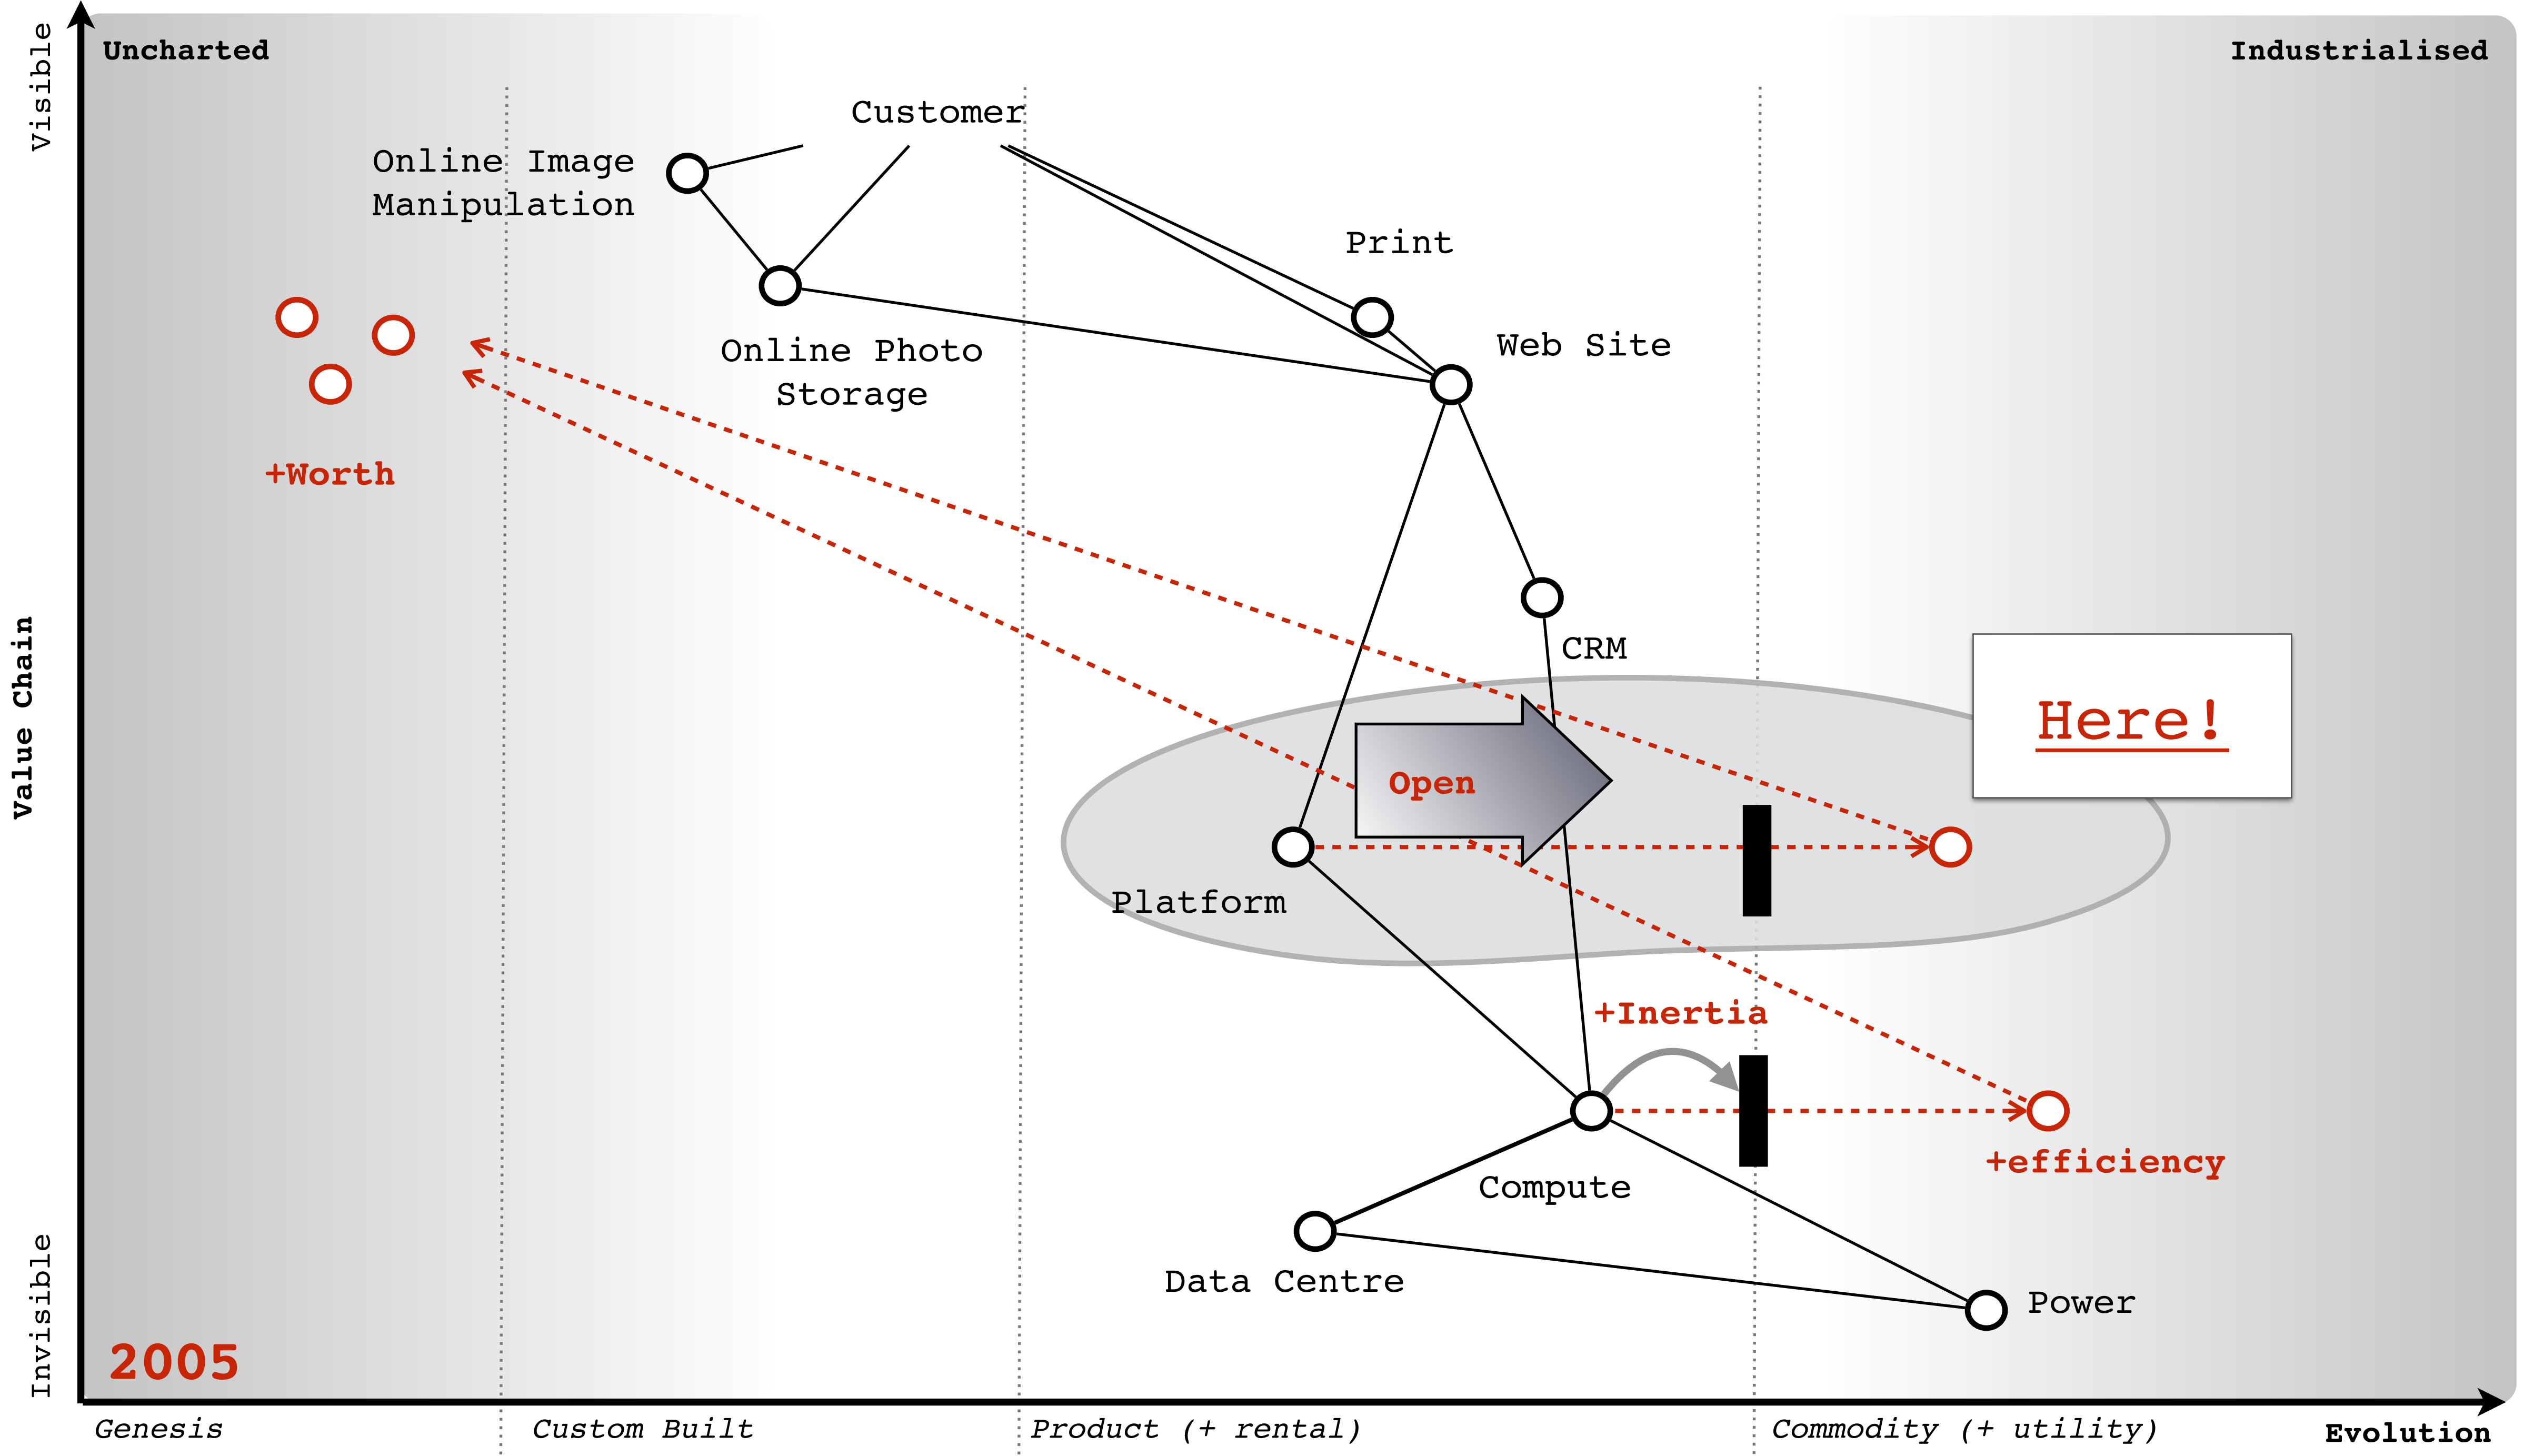 Uncharted
Industrialised
Visible
Customer
Online Image
Manipulation
Print
Web Site
Online Photo
Storage
+Worth
CRM
Value Chain
Here!
Open
Platform
+Inertia
+efficiency
Compute
Data Centre
Power
Invisible
2005
Genesis
Custom Built
Product (+ rental)
Commodity (+ utility)
Evolution